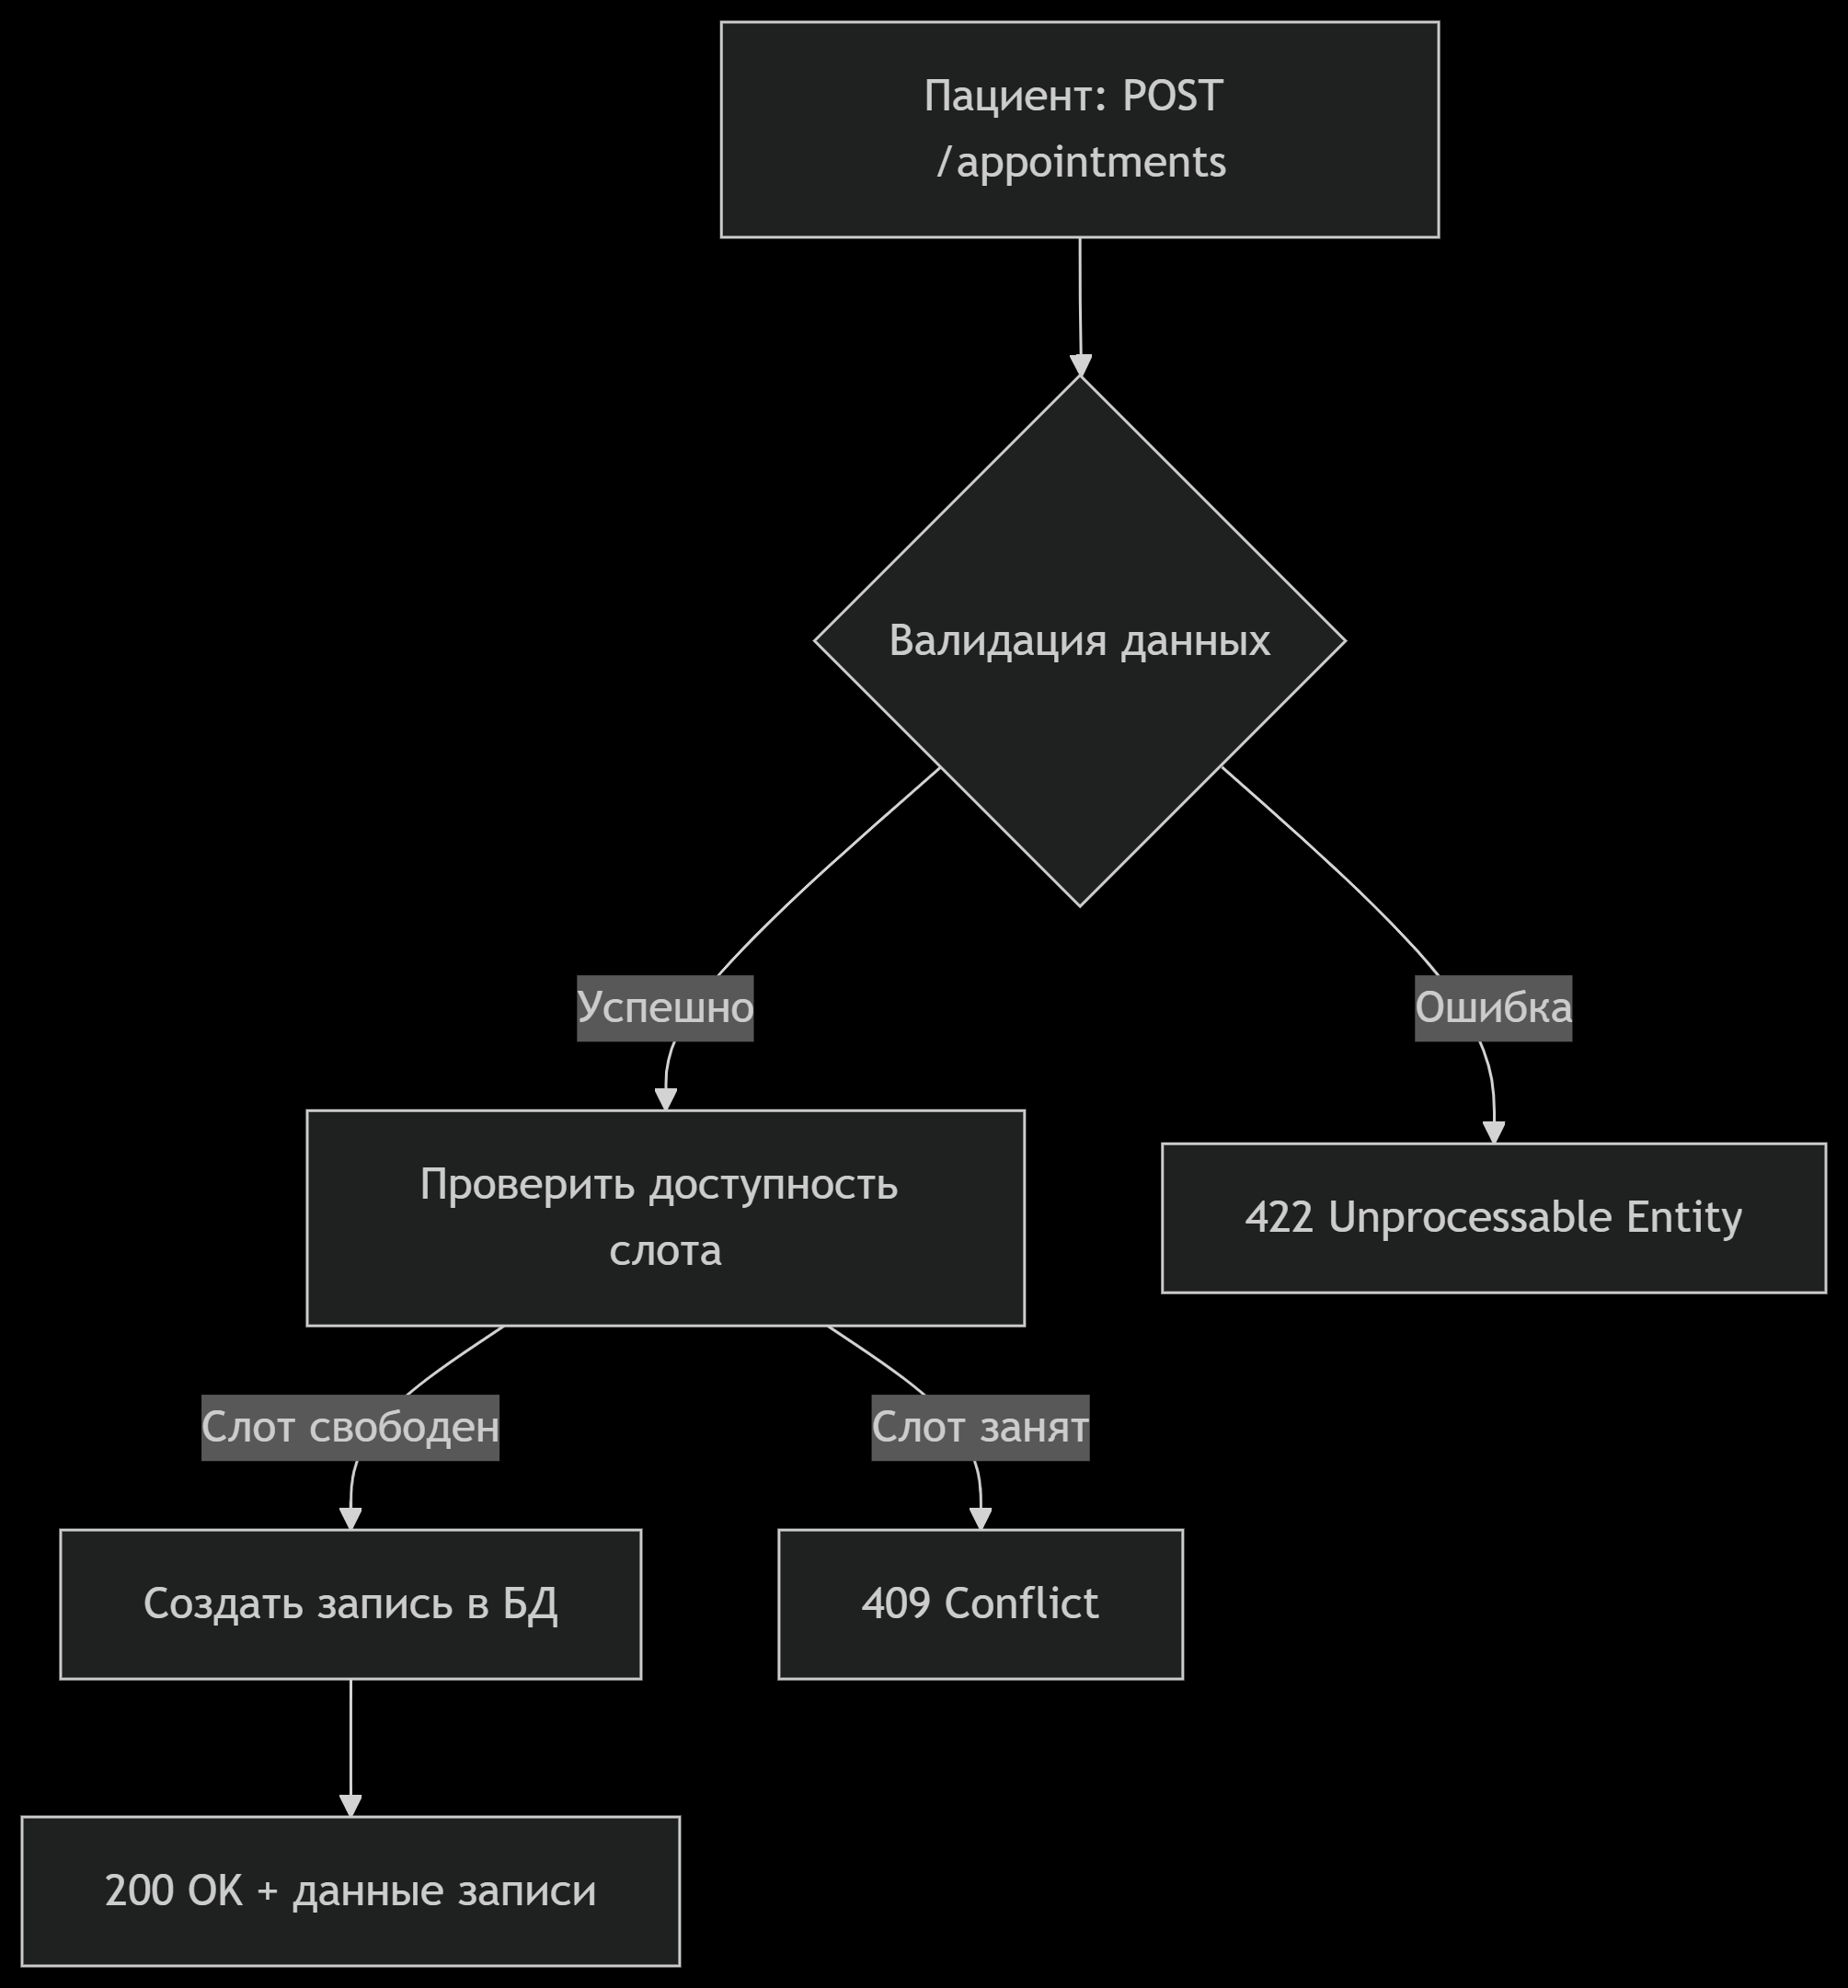 Пациент: POST
/appointments
Валидация данных
Успешно
Ошибка
Проверить доступность
слота
422 Unprocessable Entity
Слот свободен
Слот занят
Создать запись в БД
409 Conflict
200 OK + данные записи